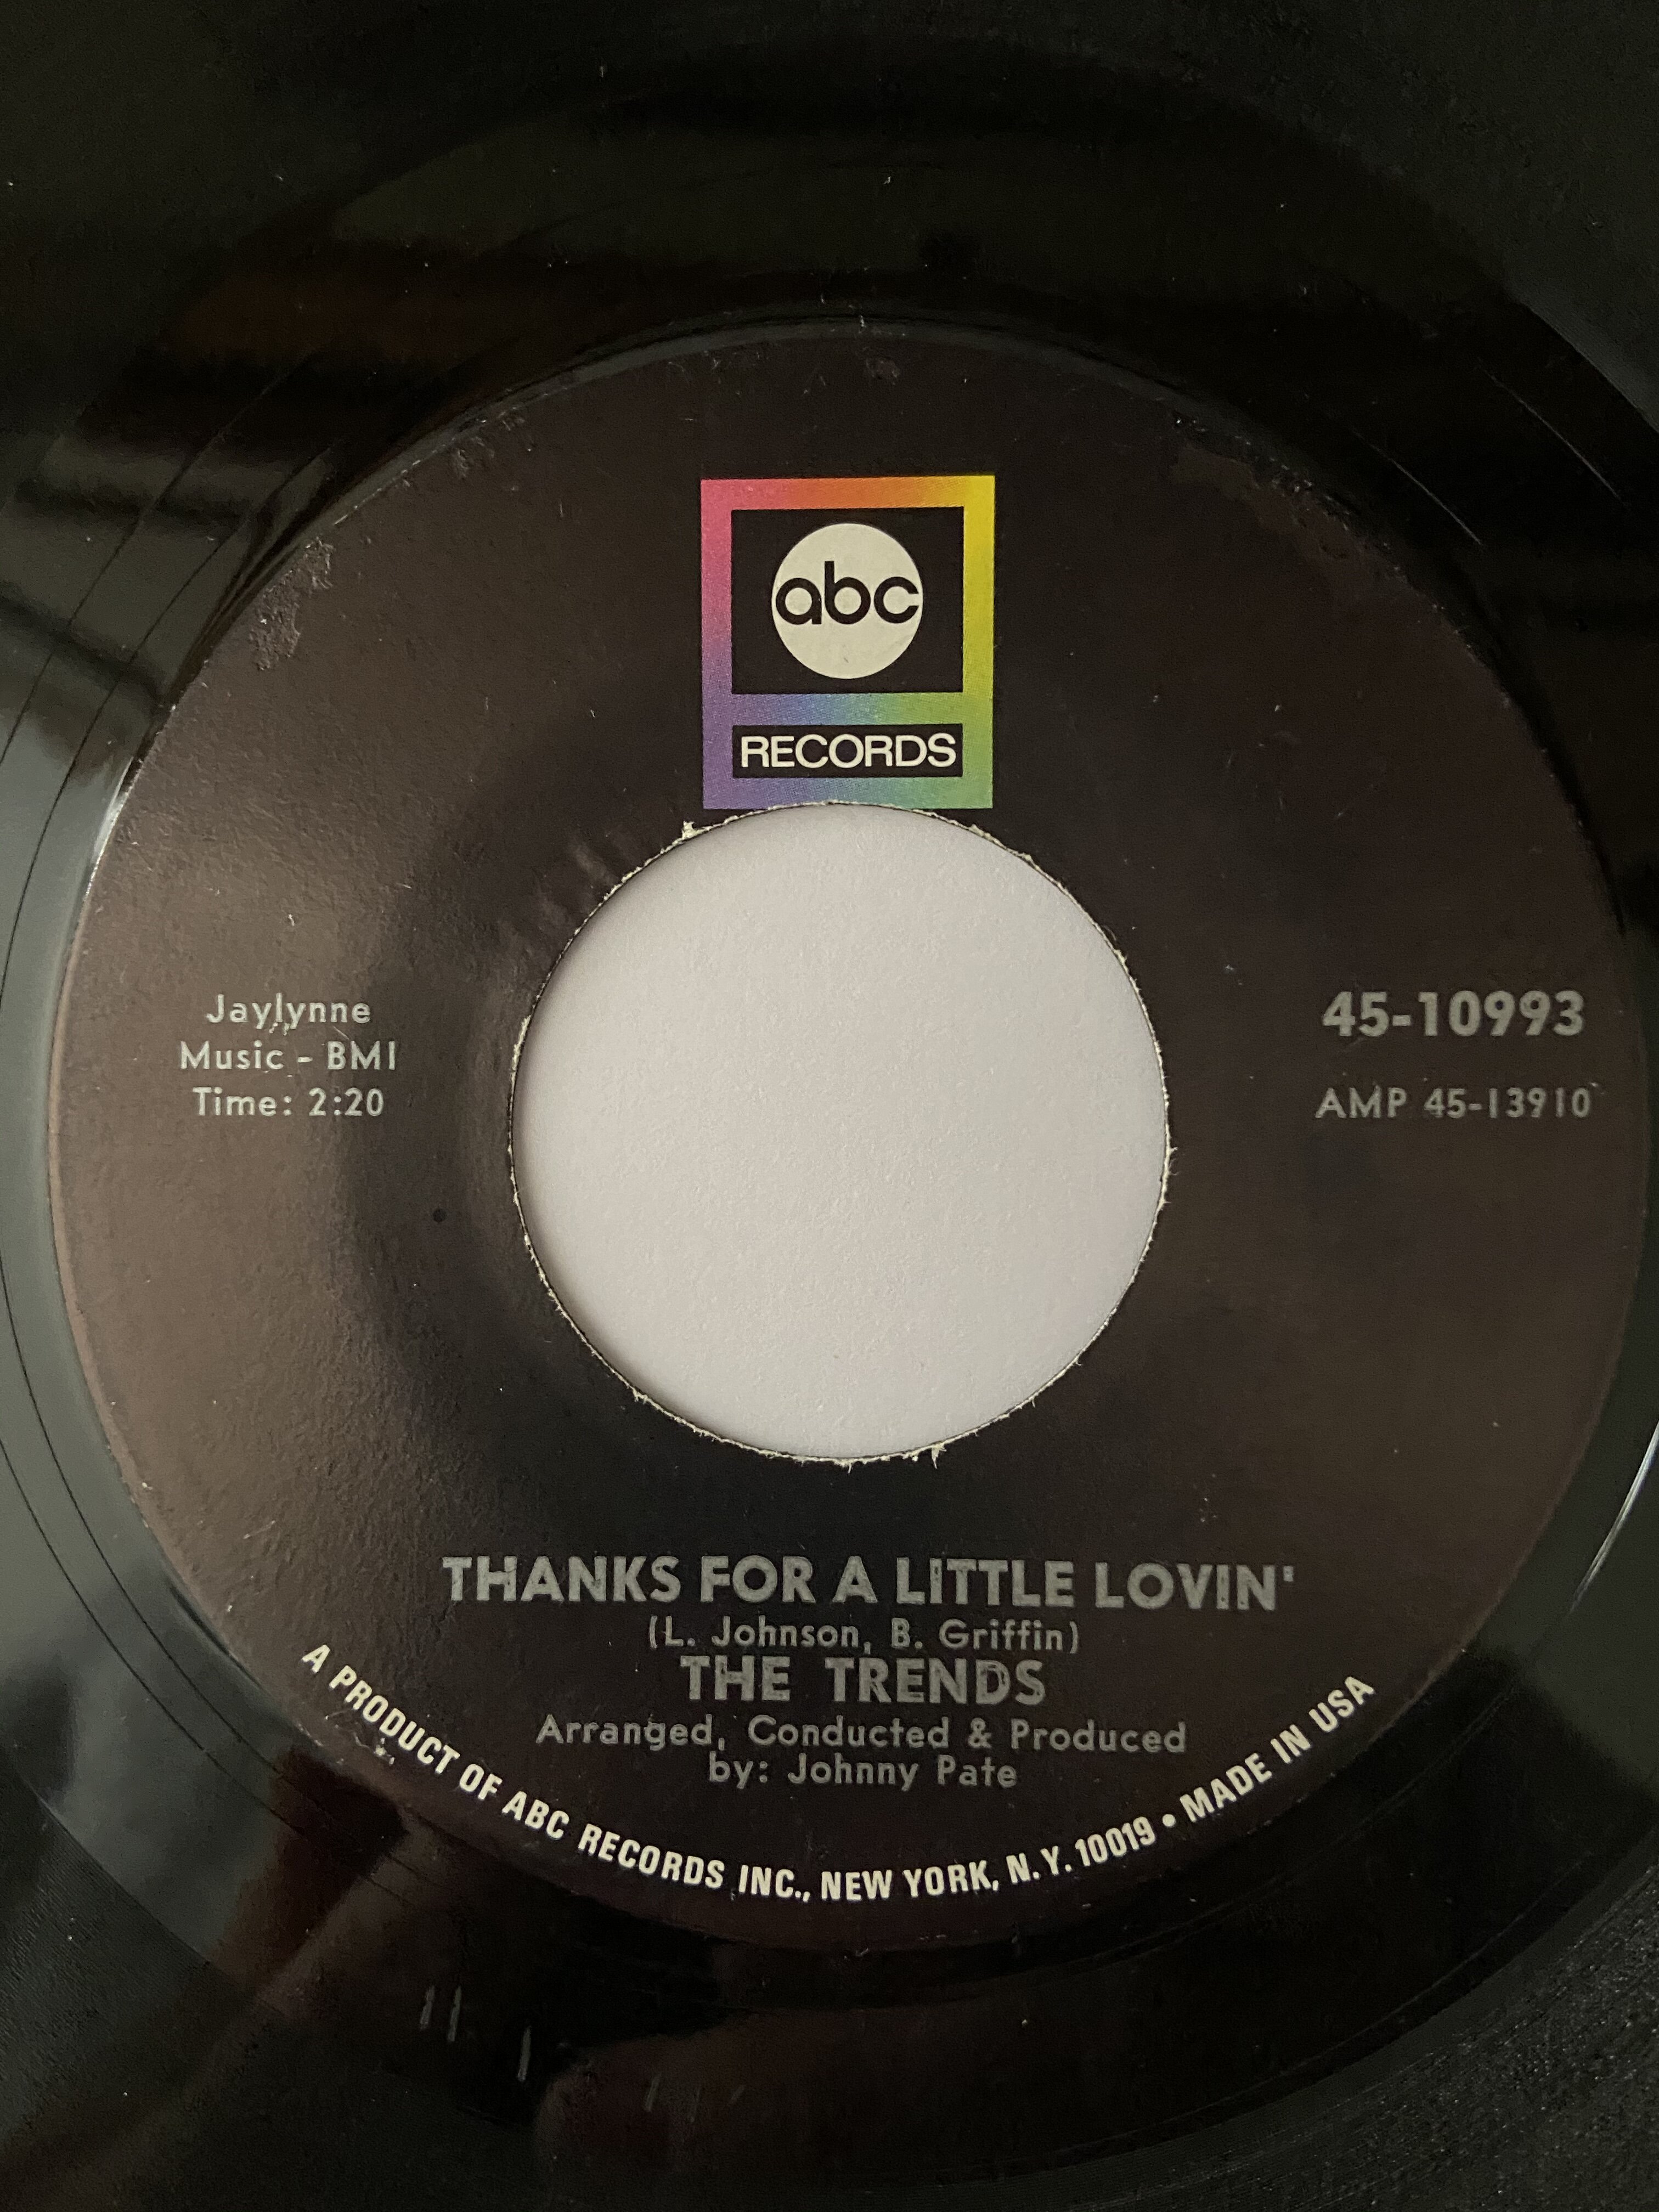 abc
RECORDS
Jaylynne
Music - BMI
Time: 2:20
45-10993
AMP 45-13910
THANKS FOR A LITTLE LOVIN'
(L. Johnson, B. Griffin)
THE TRENDS
Arranged, Conducted & Produced
by: Johnny Pate
A PRODUCT OF ABC RECORDS INC., NEW YORK, N.Y. 10019 • MADE IN USA